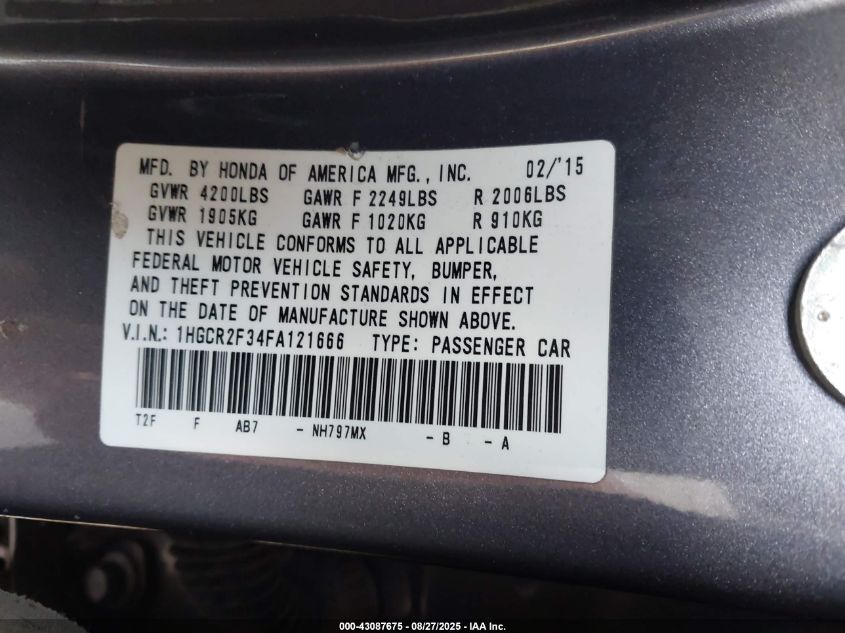 MFD. BY HONDA OF AMERICA MFG., INC. 02/'15
GVWR 4200LBS GAWR F 2249LBS R 2006LBS
GVWR 1905KG GAWR F 1020KG R 910KG
THIS VEHICLE CONFORMS TO ALL APPLICABLE
FEDERAL MOTOR VEHICLE SAFETY, BUMPER,
AND THEFT PREVENTION STANDARDS IN EFFECT
ON THE DATE OF MANUFACTURE SHOWN ABOVE.
V.I.N.: 1HGCR2F34FA121666 TYPE: PASSENGER CAR
T2F F AB7 - NH797MX - B - A
000-43087675 - 08/27/2025 - IAA Inc.